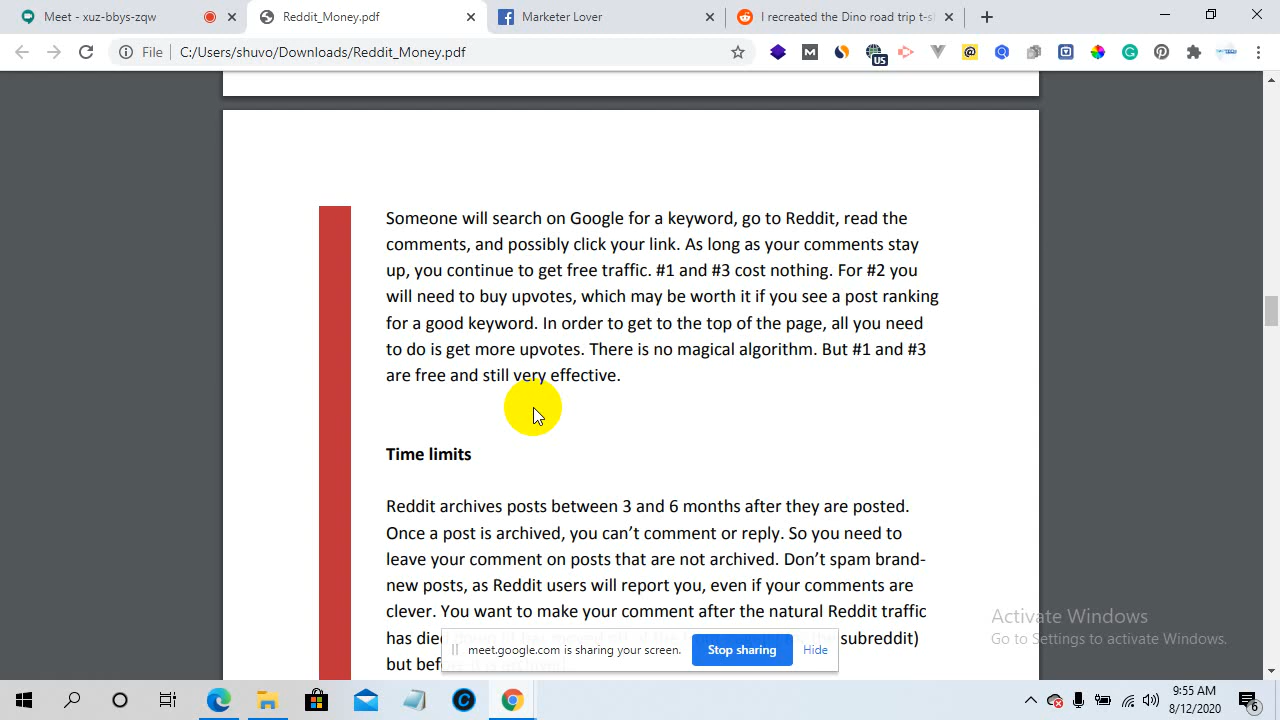 Meet - xuz-bbys-zqw
Reddit_Money.pdf
Marketer Lover
I recreated the Dino road trip t-s
File
C:/Users/shuvo/Downloads/Reddit_Money.pdf
US
Someone will search on Google for a keyword, go to Reddit, read the
comments, and possibly click your link. As long as your comments stay
up, you continue to get free traffic. #1 and #3 cost nothing. For #2 you
will need to buy upvotes, which may be worth it if you see a post ranking
for a good keyword. In order to get to the top of the page, all you need
to do is get more upvotes. There is no magical algorithm. But #1 and #3
are free and still very effective.
Time limits
Reddit archives posts between 3 and 6 months after they are posted.
Once a post is archived, you can’t comment or reply. So you need to
leave your comment on posts that are not archived. Don’t spam brand-
new posts, as Reddit users will report you, even if your comments are
clever. You want to make your comment after the natural Reddit traffic
has died subreddit)
but before it is archived.
meet.google.com is sharing your screen.
Stop sharing
Hide
Activate Windows
Go to Settings to activate Windows.
9:55 AM
8/12/2020
6